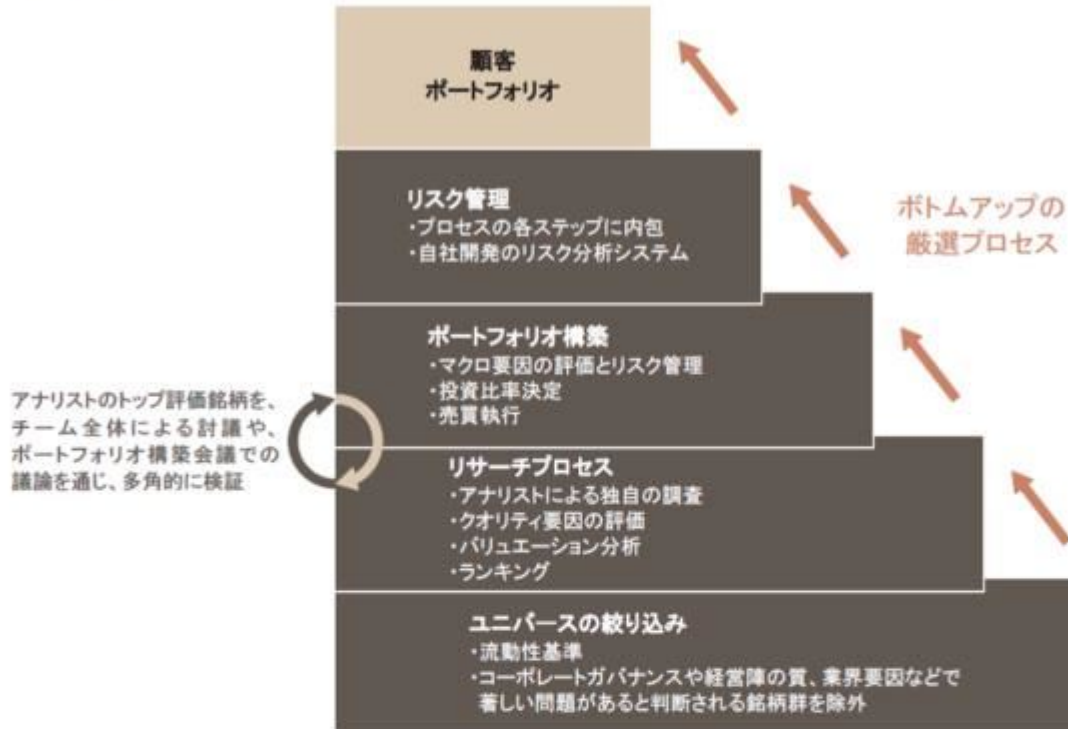 顧客
ポートフォリオ
リスク管理
・プロセスの各ステップに内包
・自社開発のリスク分析システム
ボトムアップの
厳選プロセス
ポートフォリオ構築
・マクロ要因の評価とリスク管理
・投資比率決定
・売買執行
アナリストのトップ評価銘柄を、
チーム全体による討議や、
ポートフォリオ構築会議での
議論を通じ、多角的に検証
リサーチプロセス
・アナリストによる独自の調査
・クオリティ要因の評価
・バリュエーション分析
・ランキング
ユニバースの絞り込み
・流動性基準
・コーポレートガバナンスや経営陣の質、業界要因などで
著しい問題があると判断される銘柄群を除外